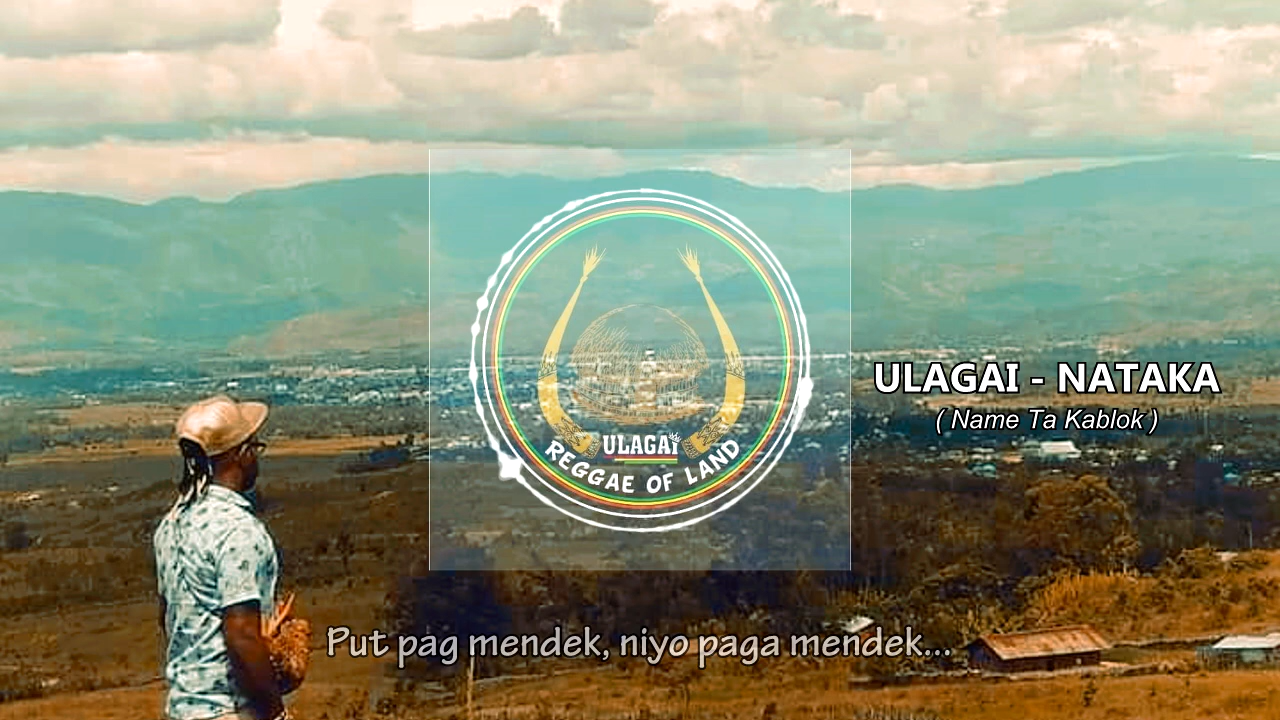 ULAGAI
REGGAE OF LAND
ULAGAI - NATAKA
( Name Ta Kablok )
Put pag mendek, niyo paga mendek...